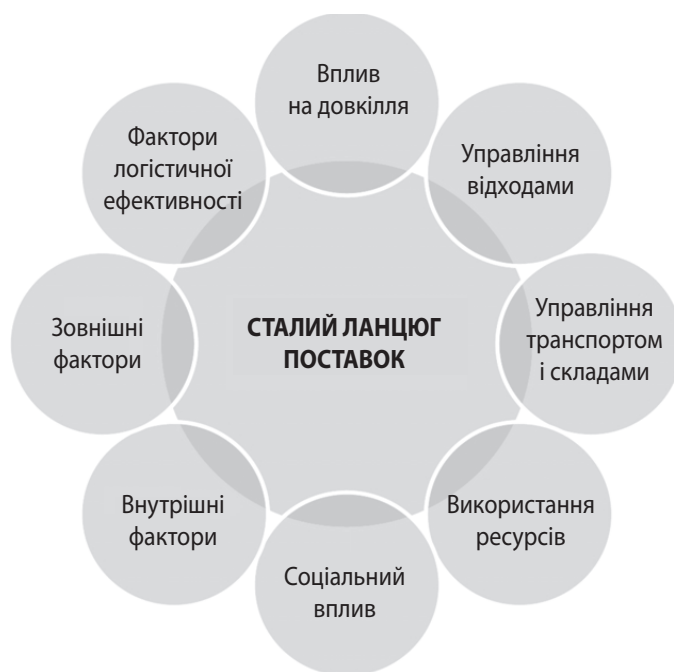 Вплив
на довкілля
Управління
відходами
Управління
транспортом
і складами
Використання
ресурсів
Соціальний
вплив
Внутрішні
фактори
Зовнішні
фактори
Фактори
логістичної
ефективності
СТАЛИЙ ЛАНЦЮГ
ПОСТАВОК